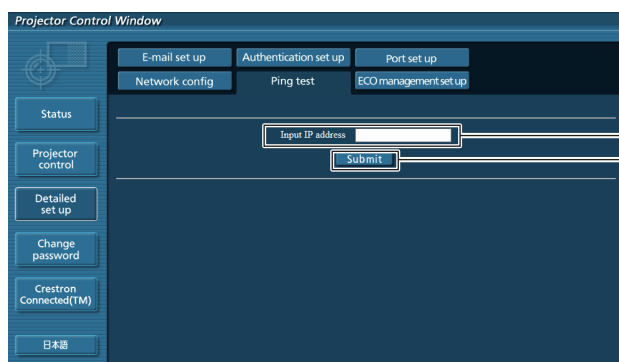 Projector Control Window
E-mail set up
Authentication set up
Port set up
Network config
Ping test
ECO management set up
Status
Projector
control
Detailed
set up
Change
password
Crestron
Connected(TM)
日本語
Input IP address
Submit